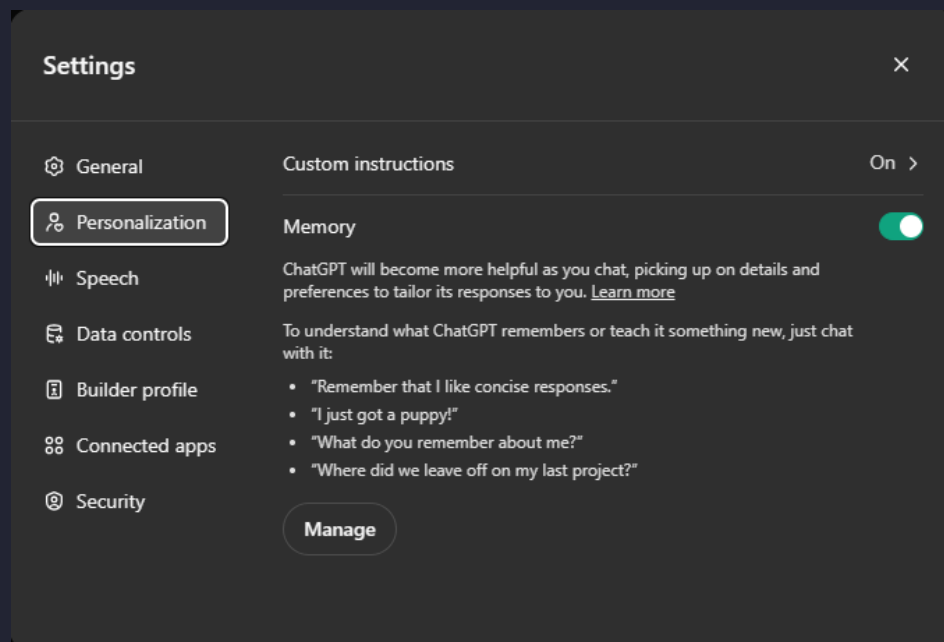 Settings
General
Personalization
Speech
Data controls
Builder profile
Connected apps
Security
Custom instructions
On
Memory
ChatGPT will become more helpful as you chat, picking up on details and
preferences to tailor its responses to you. Learn more
To understand what ChatGPT remembers or teach it something new, just chat
with it:
• “Remember that I like concise responses.”
• “I just got a puppy!”
• “What do you remember about me?”
• “Where did we leave off on my last project?”
Manage